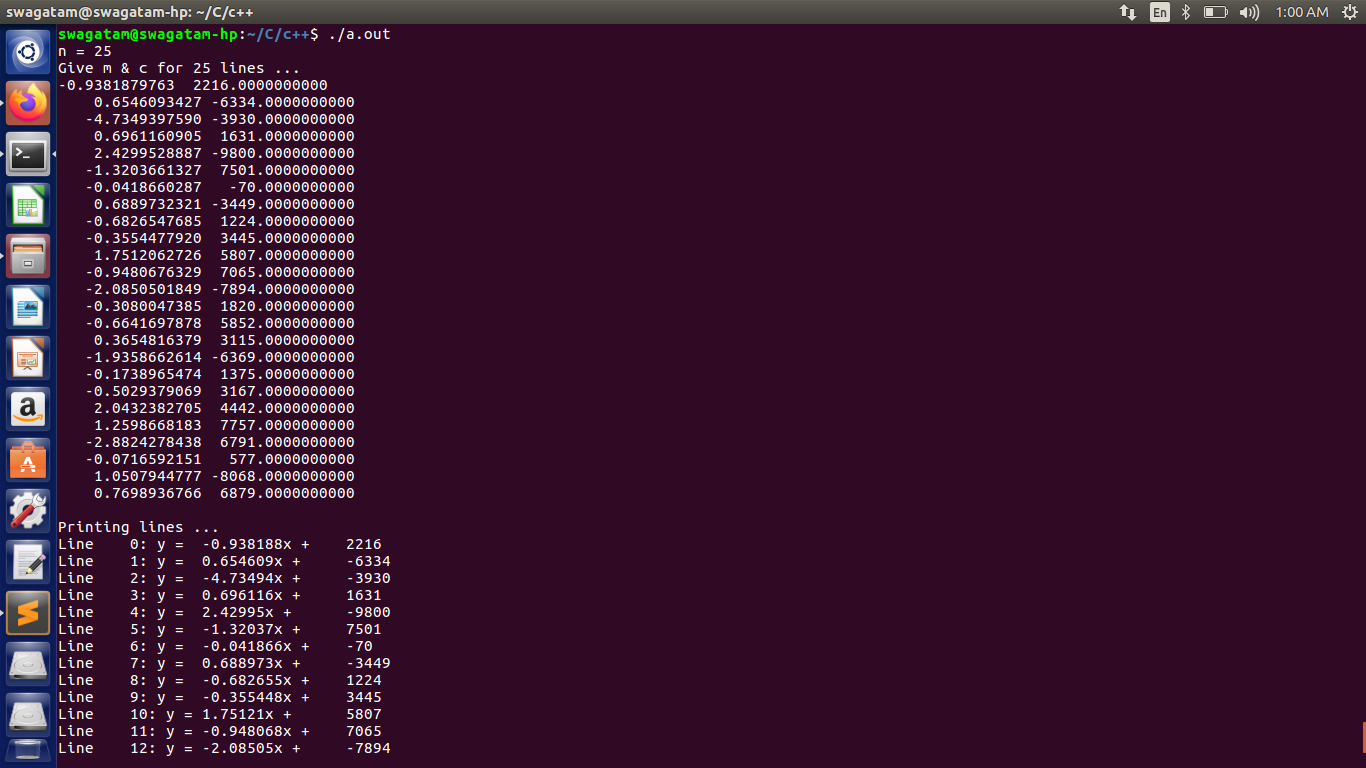 swagatam@swagatam-hp: ~/C/c++
En
1:00 AM
swagatam@swagatam-hp:~/C/c++$ ./a.out
n = 25
Give m & c for 25 lines ...
-0.9381879763  2216.0000000000
    0.6546093427 -6334.0000000000
   -4.7349397590 -3930.0000000000
    0.6961160905  1631.0000000000
    2.4299528887 -9800.0000000000
   -1.3203661327  7501.0000000000
   -0.0418660287   -70.0000000000
    0.6889732321 -3449.0000000000
   -0.6826547685  1224.0000000000
   -0.3554477920  3445.0000000000
    1.7512062726  5807.0000000000
   -0.9480676329  7065.0000000000
   -2.0850501849 -7894.0000000000
   -0.3080047385  1820.0000000000
   -0.6641697878  5852.0000000000
    0.3654816379  3115.0000000000
   -1.9358662614 -6369.0000000000
   -0.1738965474  1375.0000000000
   -0.5029379069  3167.0000000000
    2.0432382705  4442.0000000000
    1.2598668183  7757.0000000000
   -2.8824278438  6791.0000000000
   -0.0716592151   577.0000000000
    1.0507944777 -8068.0000000000
    0.7698936766  6879.0000000000

Printing lines ...
Line    0: y =  -0.938188x +    2216
Line    1: y =  0.654609x +     -6334
Line    2: y =  -4.73494x +     -3930
Line    3: y =  0.696116x +     1631
Line    4: y =  2.42995x +      -9800
Line    5: y =  -1.32037x +     7501
Line    6: y =  -0.041866x +    -70
Line    7: y =  0.688973x +     -3449
Line    8: y =  -0.682655x +    1224
Line    9: y =  -0.355448x +    3445
Line    10: y = 1.75121x +      5807
Line    11: y = -0.948068x +    7065
Line    12: y = -2.08505x +     -7894